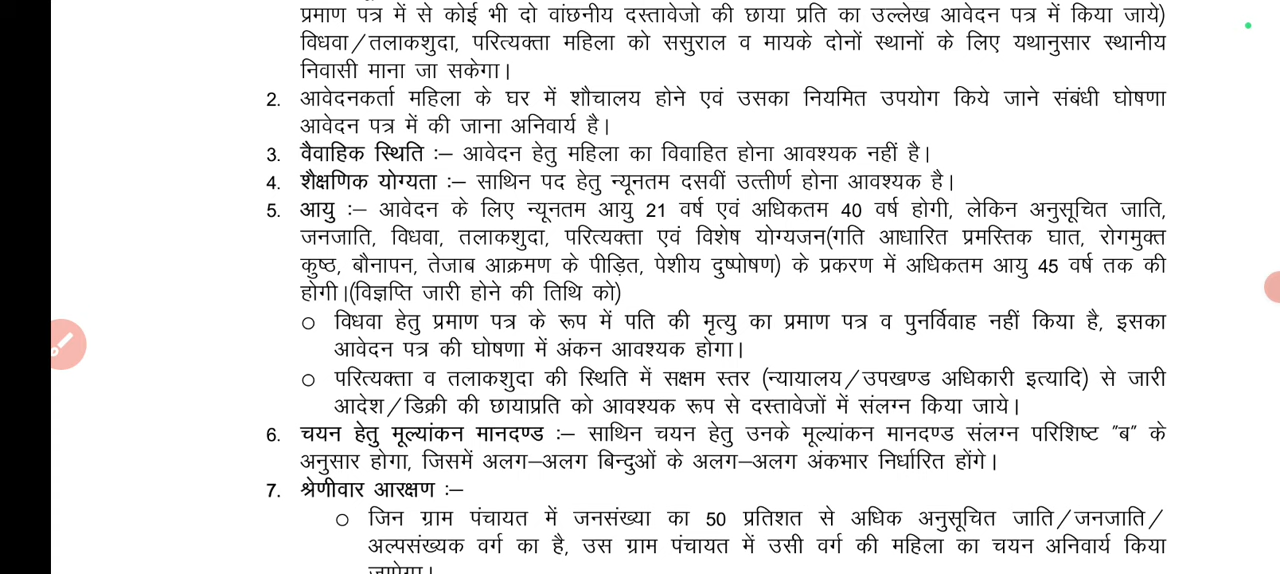 प्रमाण पत्र में से कोई भी दो वांछनीय दस्तावेजो की छाया प्रति का उल्लेख आवेदन पत्र में किया जाये)
विधवा/तलाकशुदा, परित्यक्ता महिला को ससुराल व मायके दोनों स्थानों के लिए यथानुसार स्थानीय
निवासी माना जा सकेगा।
2. आवेदनकर्ता महिला के घर में शौचालय होने एवं उसका नियमित उपयोग किये जाने संबंधी घोषणा
आवेदन पत्र में की जाना अनिवार्य है।
3. वैवाहिक स्थिति :– आवेदन हेतु महिला का विवाहित होना आवश्यक नहीं है।
4. शैक्षणिक योग्यता :– साथिन पद हेतु न्यूनतम दसवीं उत्तीर्ण होना आवश्यक है।
5. आयु :– आवेदन के लिए न्यूनतम आयु 21 वर्ष एवं अधिकतम 40 वर्ष होगी, लेकिन अनुसूचित जाति,
जनजाति, विधवा, तलाकशुदा, परित्यक्ता एवं विशेष योग्यजन(गति आधारित प्रमस्तिक घात, रोगमुक्त
कुष्ठ, बौनापन, तेजाब आक्रमण के पीड़ित, पेशीय दुष्पोषण) के प्रकरण में अधिकतम आयु 45 वर्ष तक की
होगी।(विज्ञप्ति जारी होने की तिथि को)
○ विधवा हेतु प्रमाण पत्र के रूप में पति की मृत्यु का प्रमाण पत्र व पुनर्विवाह नहीं किया है, इसका
आवेदन पत्र की घोषणा में अंकन आवश्यक होगा।
○ परित्यक्ता व तलाकशुदा की स्थिति में सक्षम स्तर (न्यायालय/उपखण्ड अधिकारी इत्यादि) से जारी
आदेश/डिक्री की छायाप्रति को आवश्यक रूप से दस्तावेजों में संलग्न किया जाये।
6. चयन हेतु मूल्यांकन मानदण्ड :– साथिन चयन हेतु उनके मूल्यांकन मानदण्ड संलग्न परिशिष्ट "ब" के
अनुसार होगा, जिसमें अलग–अलग बिन्दुओं के अलग–अलग अंकभार निर्धारित होंगे।
7. श्रेणीवार आरक्षण :–
○ जिन ग्राम पंचायत में जनसंख्या का 50 प्रतिशत से अधिक अनुसूचित जाति/जनजाति/
अल्पसंख्यक वर्ग का है, उस ग्राम पंचायत में उसी वर्ग की महिला का चयन अनिवार्य किया